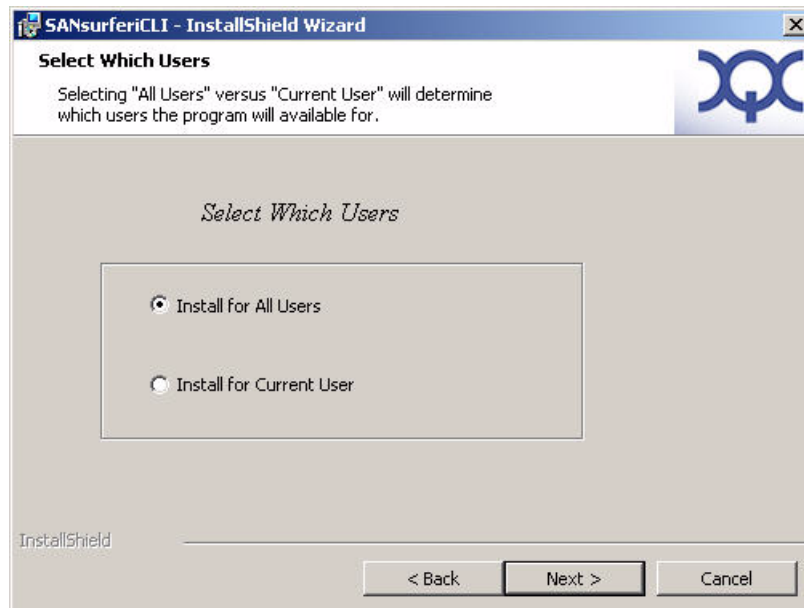 SANsurferiCLI - InstallShield Wizard
Select Which Users
Selecting "All Users" versus "Current User" will determine
which users the program will available for.
Select Which Users
Install for All Users
Install for Current User
InstallShield
< Back Next > Cancel